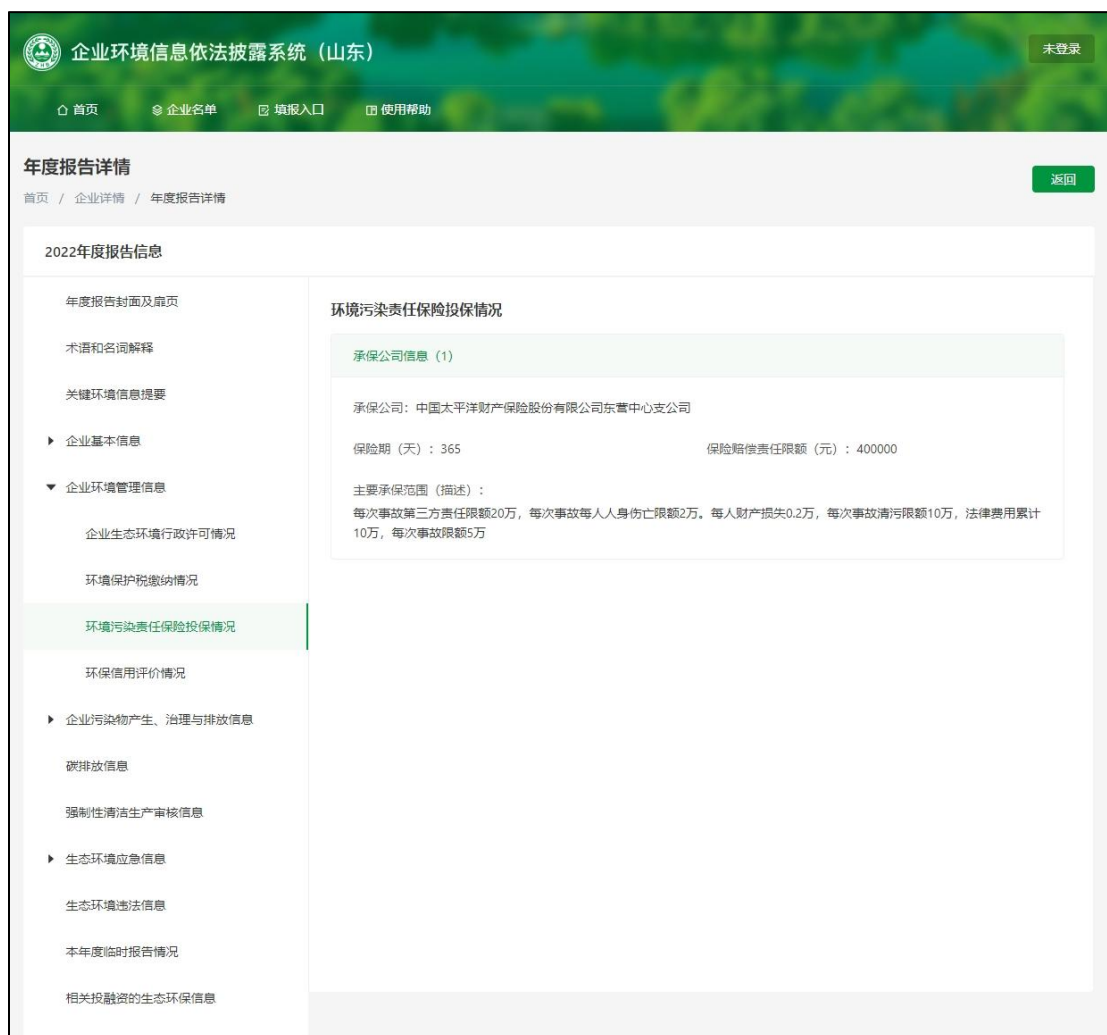 企业环境信息依法披露系统（山东）
未登录
首页 企业名单 填报入口 使用帮助
年度报告详情
返回
首页 / 企业详情 / 年度报告详情
2022年度报告信息
年度报告封面及扉页
术语和名词解释
关键环境信息提要
企业基本信息
企业环境管理信息
企业生态环境行政许可情况
环境保护税缴纳情况
环境污染责任保险投保情况
环保信用评价情况
企业污染物产生、治理与排放信息
碳排放信息
强制性清洁生产审核信息
生态环境应急信息
生态环境违法信息
本年度临时报告情况
相关投融资的生态环保信息
环境污染责任保险投保情况
承保公司信息（1）
承保公司：中国太平洋财产保险股份有限公司东营中心支公司
保险期（天）：365 保险赔偿责任限额（元）：400000
主要承保范围（描述）：
每次事故第三方责任限额20万，每次事故每人人身伤亡限额2万。每人财产损失0.2万，每次事故清污限额10万，法律费用累计
10万，每次事故限额5万